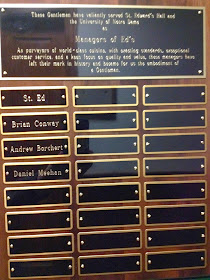 These Gentlemen have valiently served St. Edward's Hall and
the University of Notre Dame
as
Managers of Ed's
As purveyors of world-class cuisine, with amazing standards, exceptional
customer service, and a keen focus on quality and value, these managers have
left their mark in history and become for us the embodiment of
a Gentleman.
St. Ed
Brian Conway
Andrew Borchert
Daniel Meehan